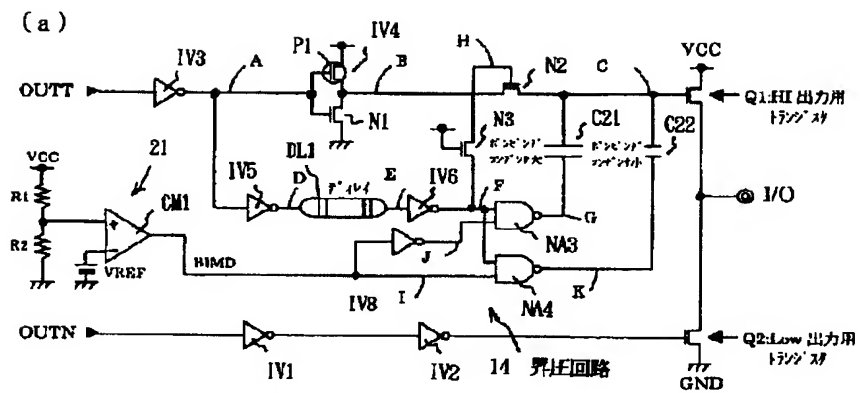 (a)
IV3
A
P1
IV4
B
H
N2
C
VCC
OUTT
Q1:HI 出力用
トランジスタ
N1
N3
C21
C22
ポンピング
コンデンサ大
ポンピング
コンデンサ小
VCC
21
R1
CM1
IV5
D
DL1
ディレイ
E
IV6
F
G
I/O
+
−
R2
VREF
BIMD
J
NA3
IV8
I
NA4
K
OUTN
IV1
IV2
14 昇圧回路
Q2:Low 出力用
トランジスタ
GND